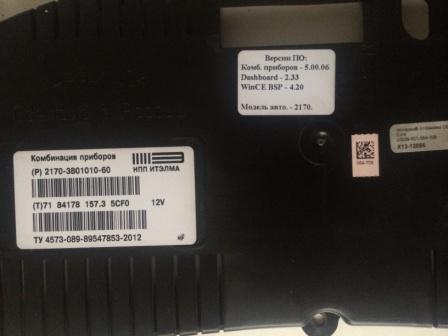 Версии ПО:
Комб. приборов - 5.00.06
Dashboard - 2.33
WinCE BSP - 4.20
Модель авто. - 2170.
Комбинация приборов
(P) 2170-3801010-60
НПП ИТЭЛМА
(T)71 84178 157.3 5CF0 12V
ТУ 4573-089-89547853-2012
X13-12086